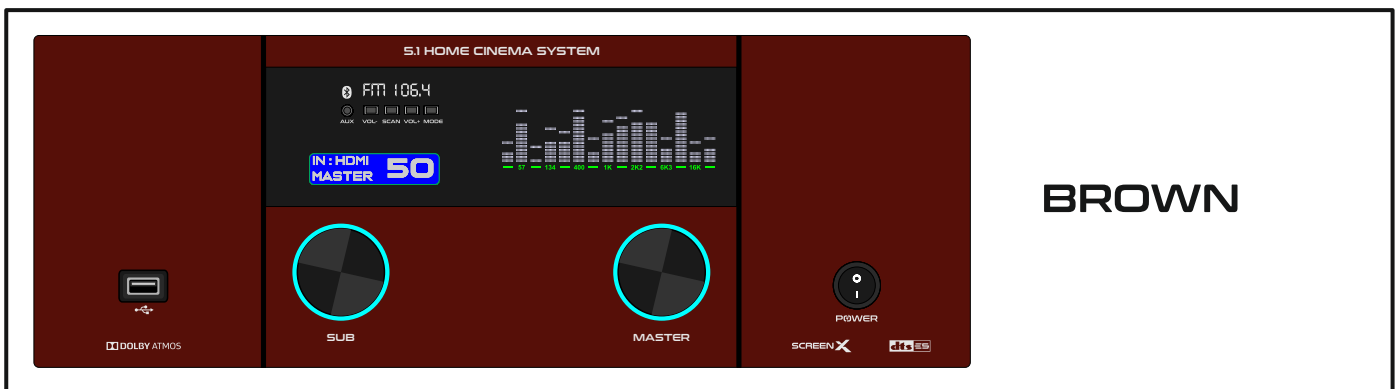 5.1 HOME CINEMA SYSTEM
FM 106.4
AUX VOL- SCAN VOL+ MODE
IN : HDMI
MASTER 50
57 134 400 1K 2K2 6K3 16K
BROWN
SUB
MASTER
POWER
DOLBY ATMOS
SCREEN X
dts ES